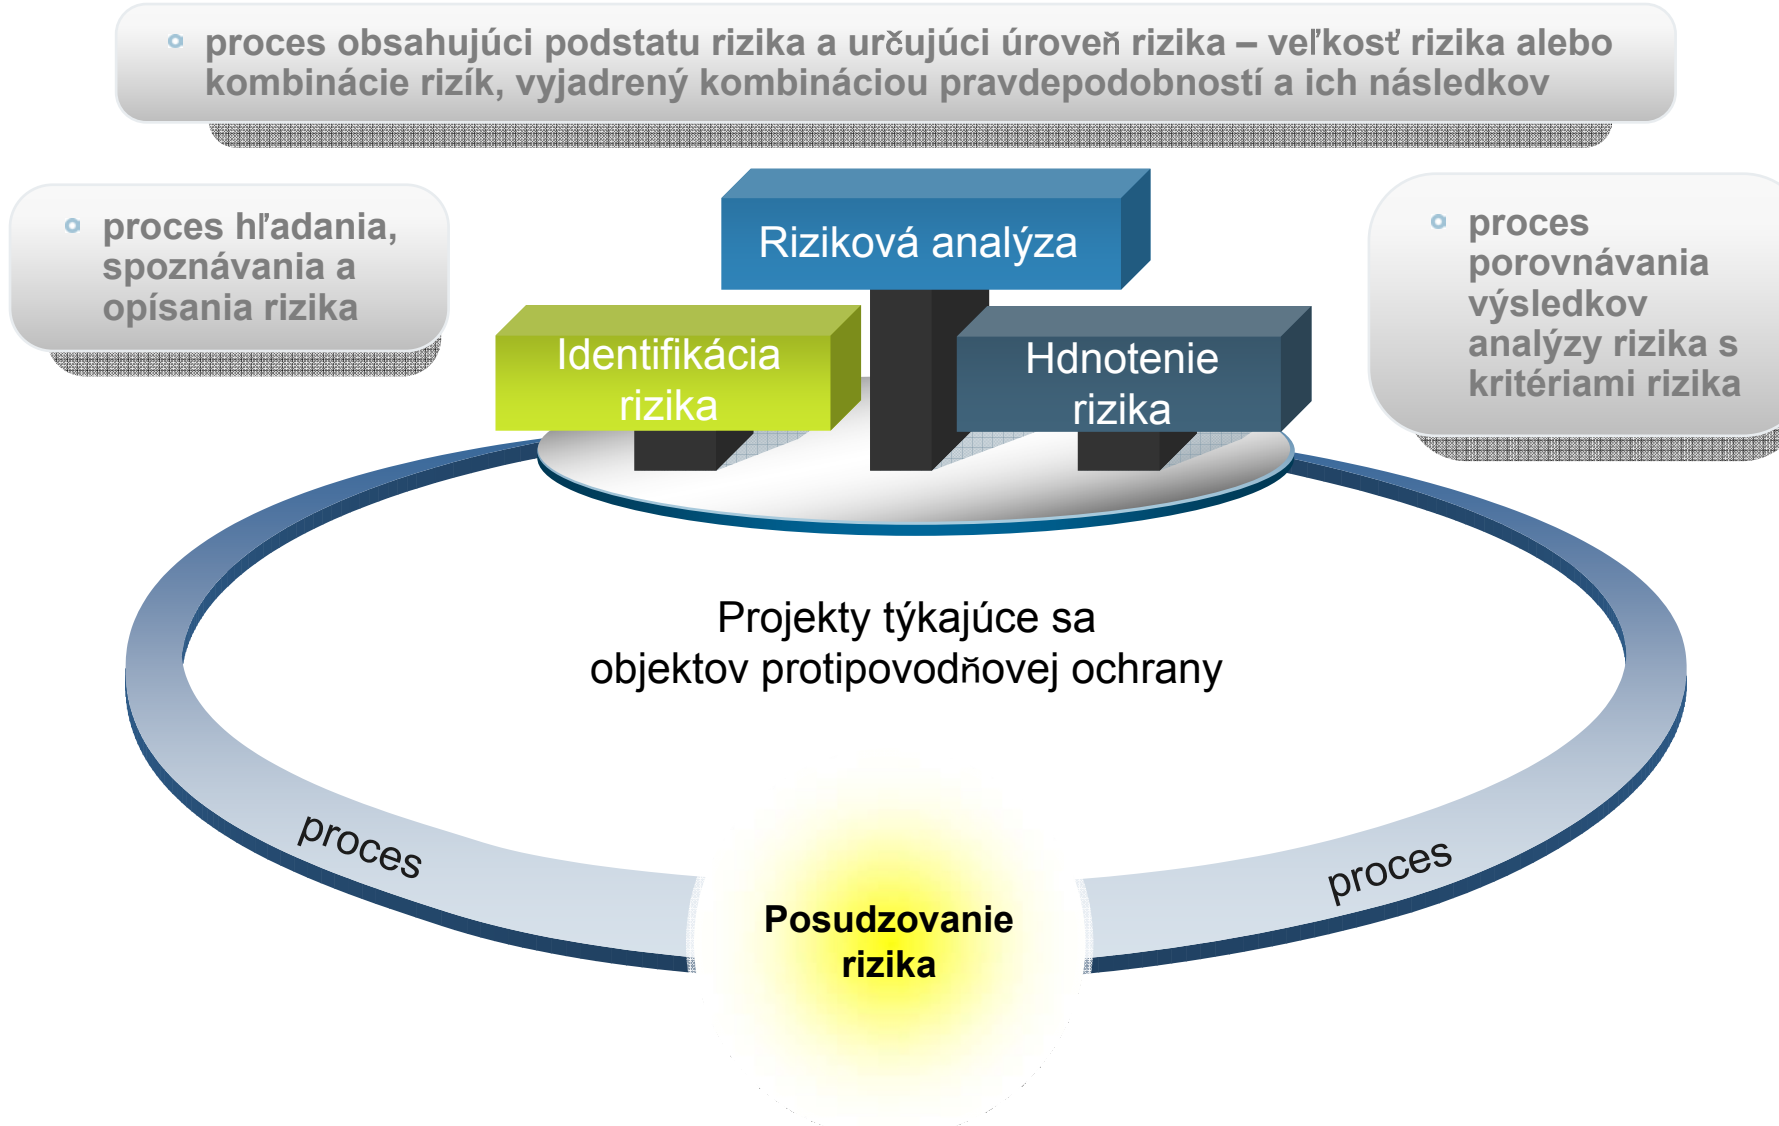 proces obsahujúci podstatu rizika a určujúci úroveň rizika – veľkosť rizika alebo
kombinácie rizík, vyjadrený kombináciou pravdepodobností a ich následkov
proces hľadania,
spoznávania a
opísania rizika
Riziková analýza
Identifikácia
rizika
Hdnotenie
rizika
proces
porovnávania
výsledkov
analýzy rizika s
kritériami rizika
Projekty týkajúce sa
objektov protipovodňovej ochrany
proces
proces
Posudzovanie
rizika